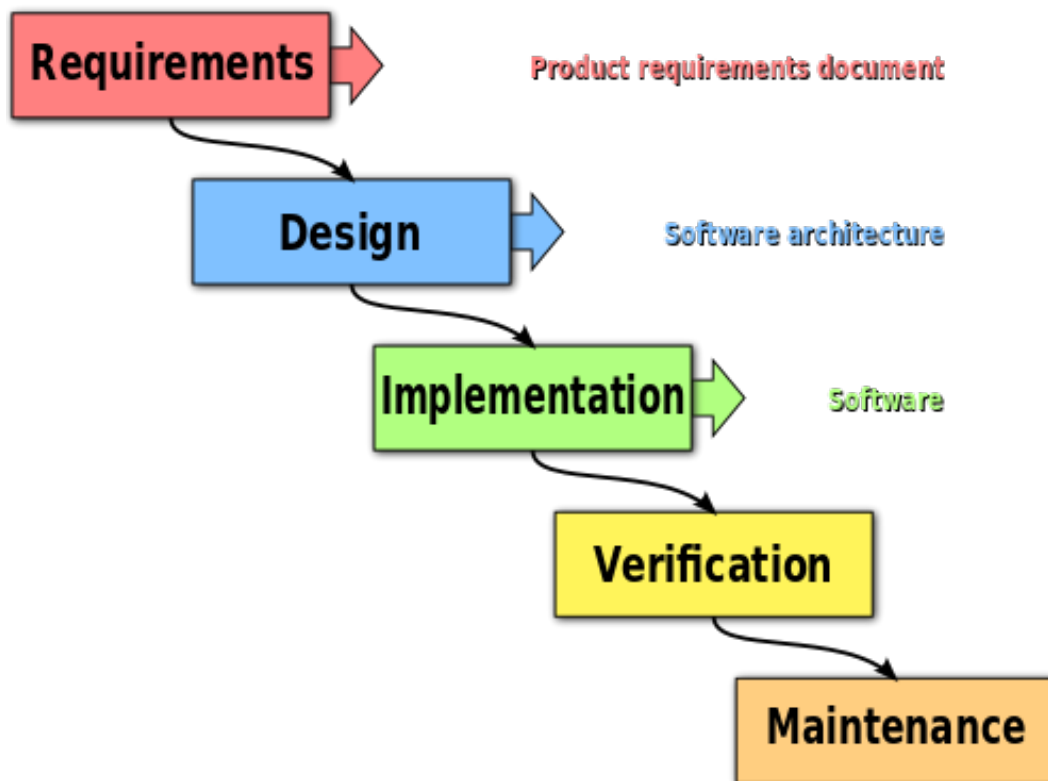 Requirements
Product requirements document
Design
Software architecture
Implementation
Software
Verification
Maintenance